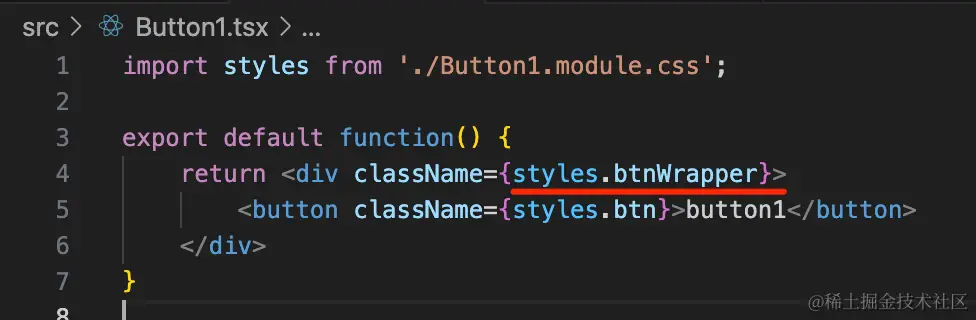 src > Button1.tsx > ...
1 import styles from './Button1.module.css';
2
3 export default function() {
4 return <div className={styles.btnWrapper}>
5 <button className={styles.btn}>button1</button>
6 </div>
7 }
8
@稀土掘金技术社区